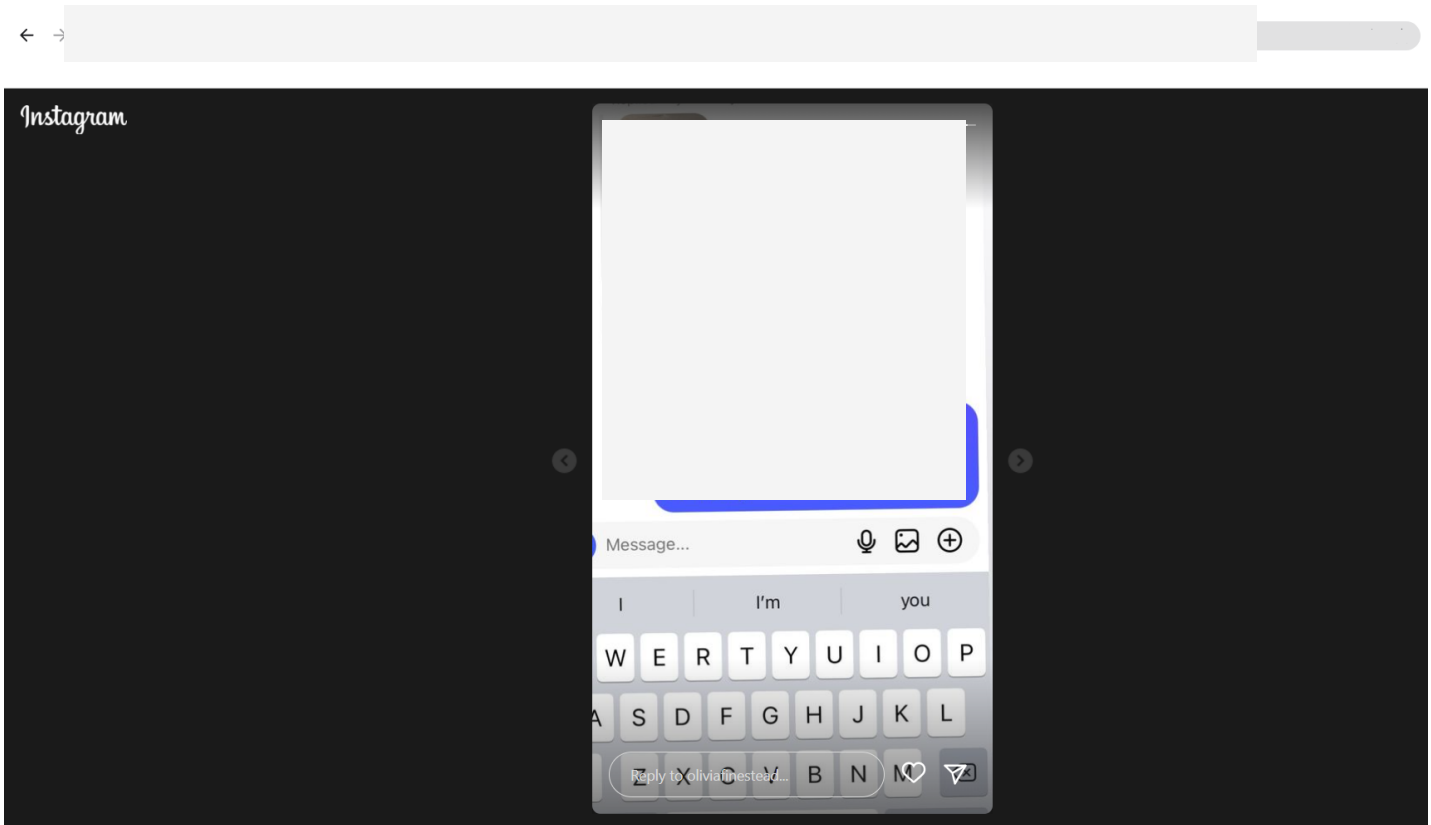 Instagram
Message...
I I'm you
W E R T Y U I O P
A S D F G H J K L
Z X C V B N M
Reply to oliviafinestead...